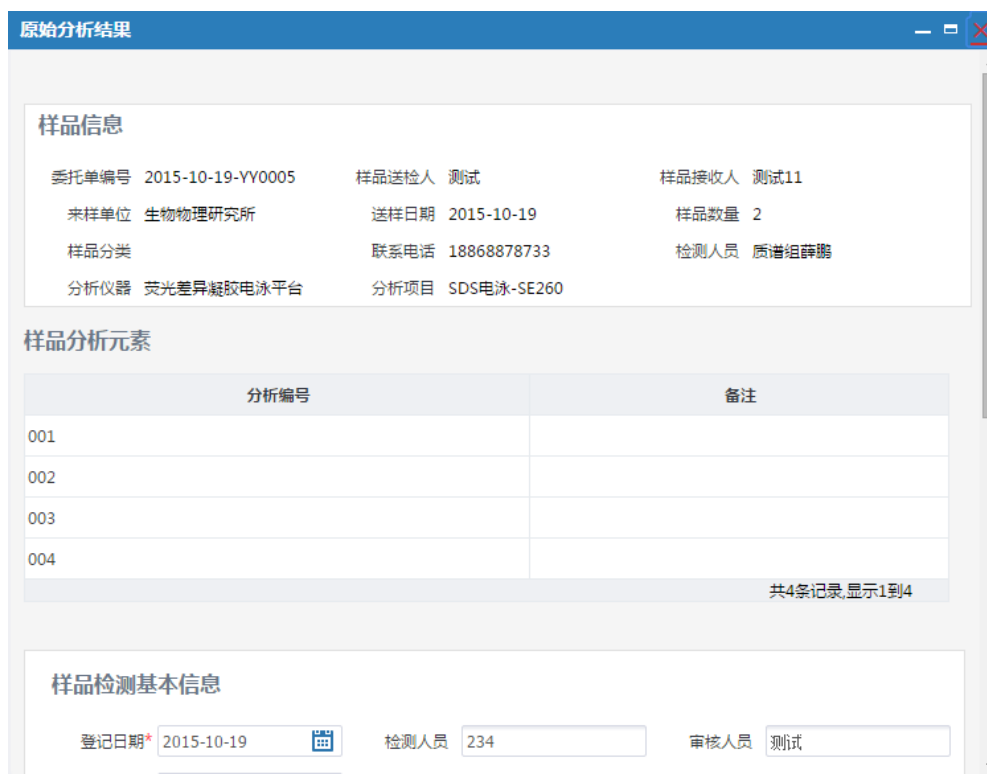 原始分析结果
样品信息
委托单编号 2015-10-19-YY0005 样品送检人 测试 样品接收人 测试11
来样单位 生物物理研究所 送样日期 2015-10-19 样品数量 2
样品分类 联系电话 18868878733 检测人员 质谱组薛鹏
分析仪器 荧光差异凝胶电泳平台 分析项目 SDS电泳-SE260
样品分析元素
分析编号 备注
001
002
003
004
共4条记录,显示1到4
样品检测基本信息
登记日期* 2015-10-19 检测人员 234 审核人员 测试